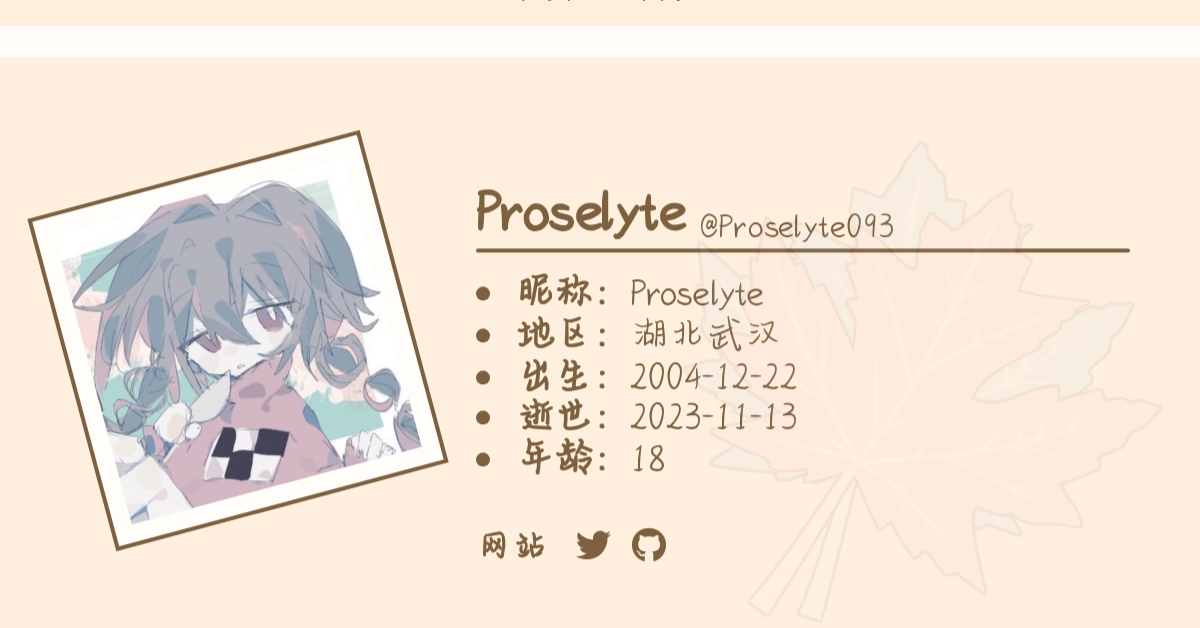 Proselyte @Proselyte093
昵称： Proselyte
地区： 湖北武汉
出生： 2004-12-22
逝世： 2023-11-13
年龄： 18
网站